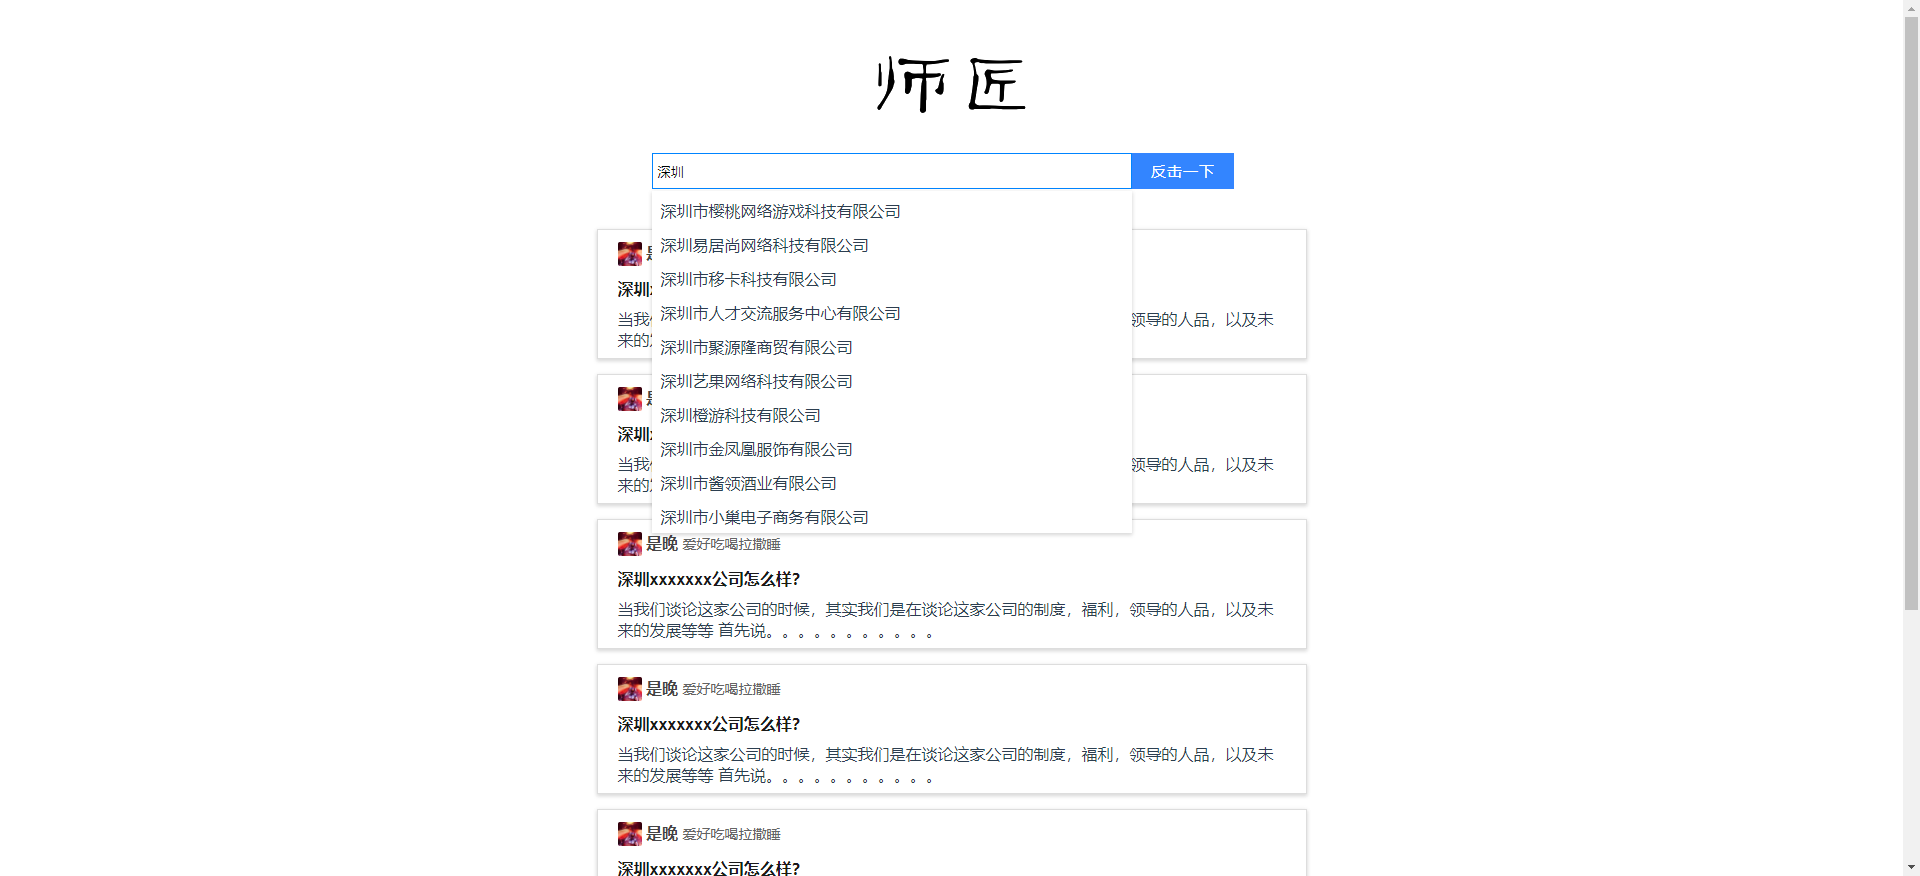 师匠
深圳
反击一下
深圳市樱桃网络游戏科技有限公司
深圳易居尚网络科技有限公司
深圳市移卡科技有限公司
深圳市人才交流服务中心有限公司
深圳市聚源隆商贸有限公司
深圳艺果网络科技有限公司
深圳橙游科技有限公司
深圳市金凤凰服饰有限公司
深圳市酱领酒业有限公司
深圳市小巢电子商务有限公司
深圳
当我
领导的人品，以及未
来的
深圳
当我
领导的人品，以及未
来的
是晚 爱好吃喝拉撒睡
深圳xxxxxxx公司怎么样?
当我们谈论这家公司的时候，其实我们是在谈论这家公司的制度，福利，领导的人品，以及未
来的发展等等 首先说。。。。。。。。。。。
是晚 爱好吃喝拉撒睡
深圳xxxxxxx公司怎么样?
当我们谈论这家公司的时候，其实我们是在谈论这家公司的制度，福利，领导的人品，以及未
来的发展等等 首先说。。。。。。。。。。。
是晚 爱好吃喝拉撒睡
深圳xxxxxxx公司怎么样?